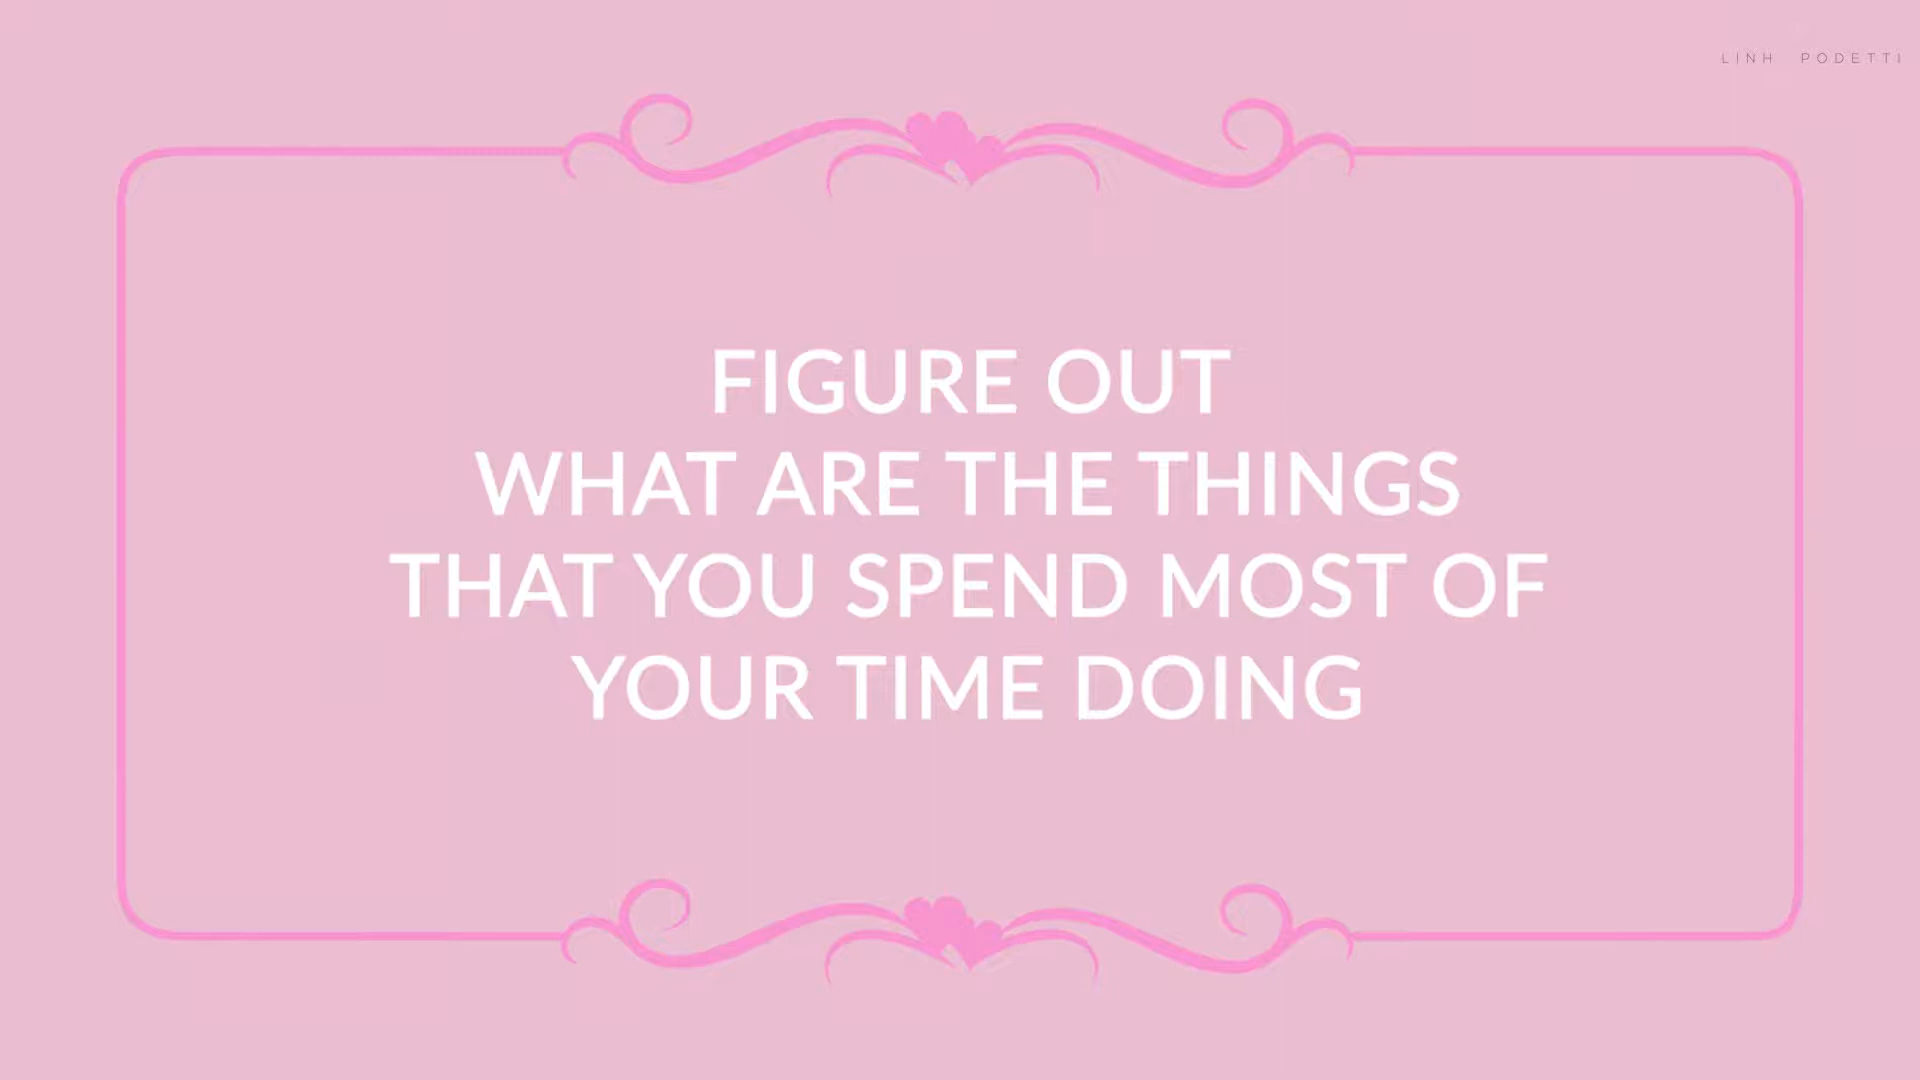 LINH PODETTI
FIGURE OUT
WHAT ARE THE THINGS
THAT YOU SPEND MOST OF
YOUR TIME DOING